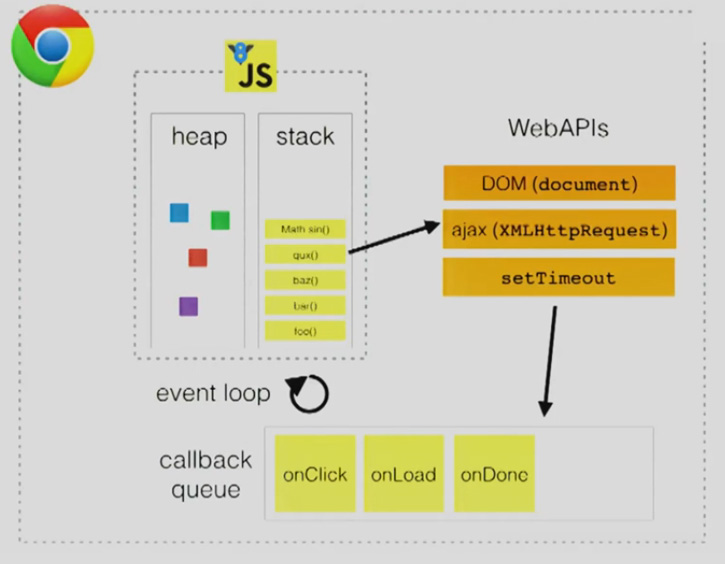 JS
heap
stack
Math sin()
qux()
baz()
bar()
foo()
WebAPIs
DOM (document)
ajax (XMLHttpRequest)
setTimeout
event loop
callback
queue
onClick
onLoad
onDone